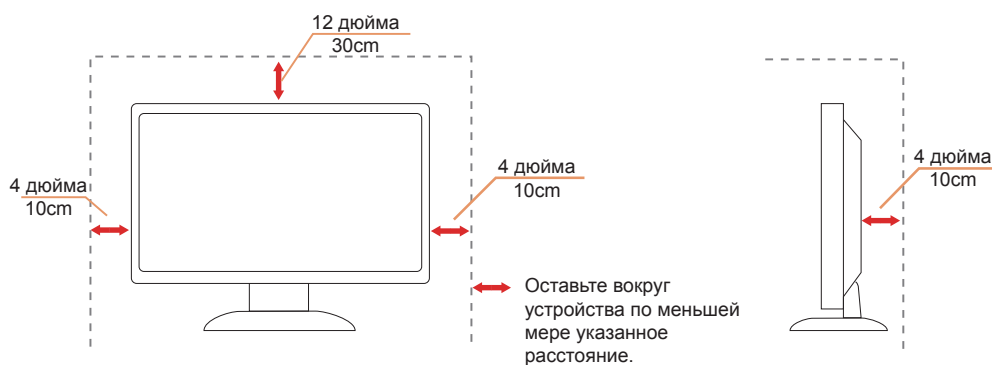 12 дюйма
30cm
4 дюйма
10cm
4 дюйма
10cm
4 дюйма
10cm
Оставьте вокруг
устройства по меньшей
мере указанное
расстояние.